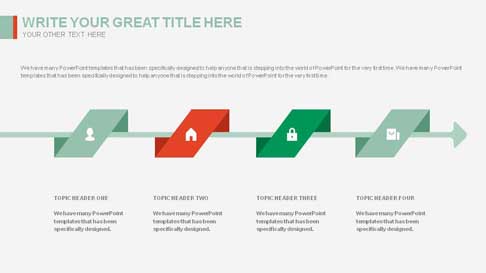 WRITE YOUR GREAT TITLE HERE
YOUR OTHER TEXT HERE
We have many PowerPoint templates that has been specifically designed to help anyone that is stepping into the world of PowerPoint for the very first time. We have many PowerPoint
templates that has been specifically designed to help anyone that is stepping into the world of PowerPoint for the very first time.
TOPIC HEADER ONE
We have many PowerPoint
templates that has been
specifically designed.
TOPIC HEADER TWO
We have many PowerPoint
templates that has been
specifically designed.
TOPIC HEADER THREE
We have many PowerPoint
templates that has been
specifically designed.
TOPIC HEADER FOUR
We have many PowerPoint
templates that has been
specifically designed.